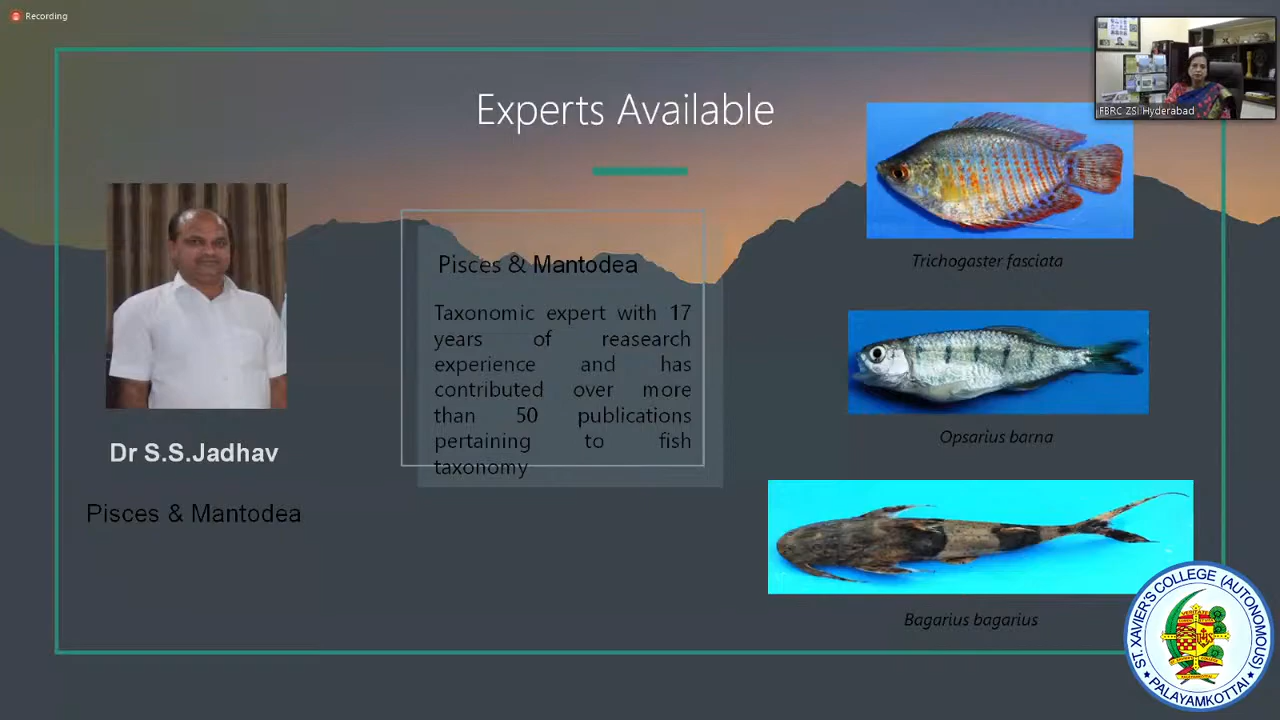 Recording
FBRC ZSI Hyderabad
Experts Available
Dr S.S.Jadhav
Pisces & Mantodea
Pisces & Mantodea
Taxonomic expert with 17
years of reasearch
experience and has
contributed over more
than 50 publications
pertaining to fish
taxonomy
Trichogaster fasciata
Opsarius barna
Bagarius bagarius
ST. XAVIER'S COLLEGE (AUTONOMOUS)
PALAYAMKOTTAI